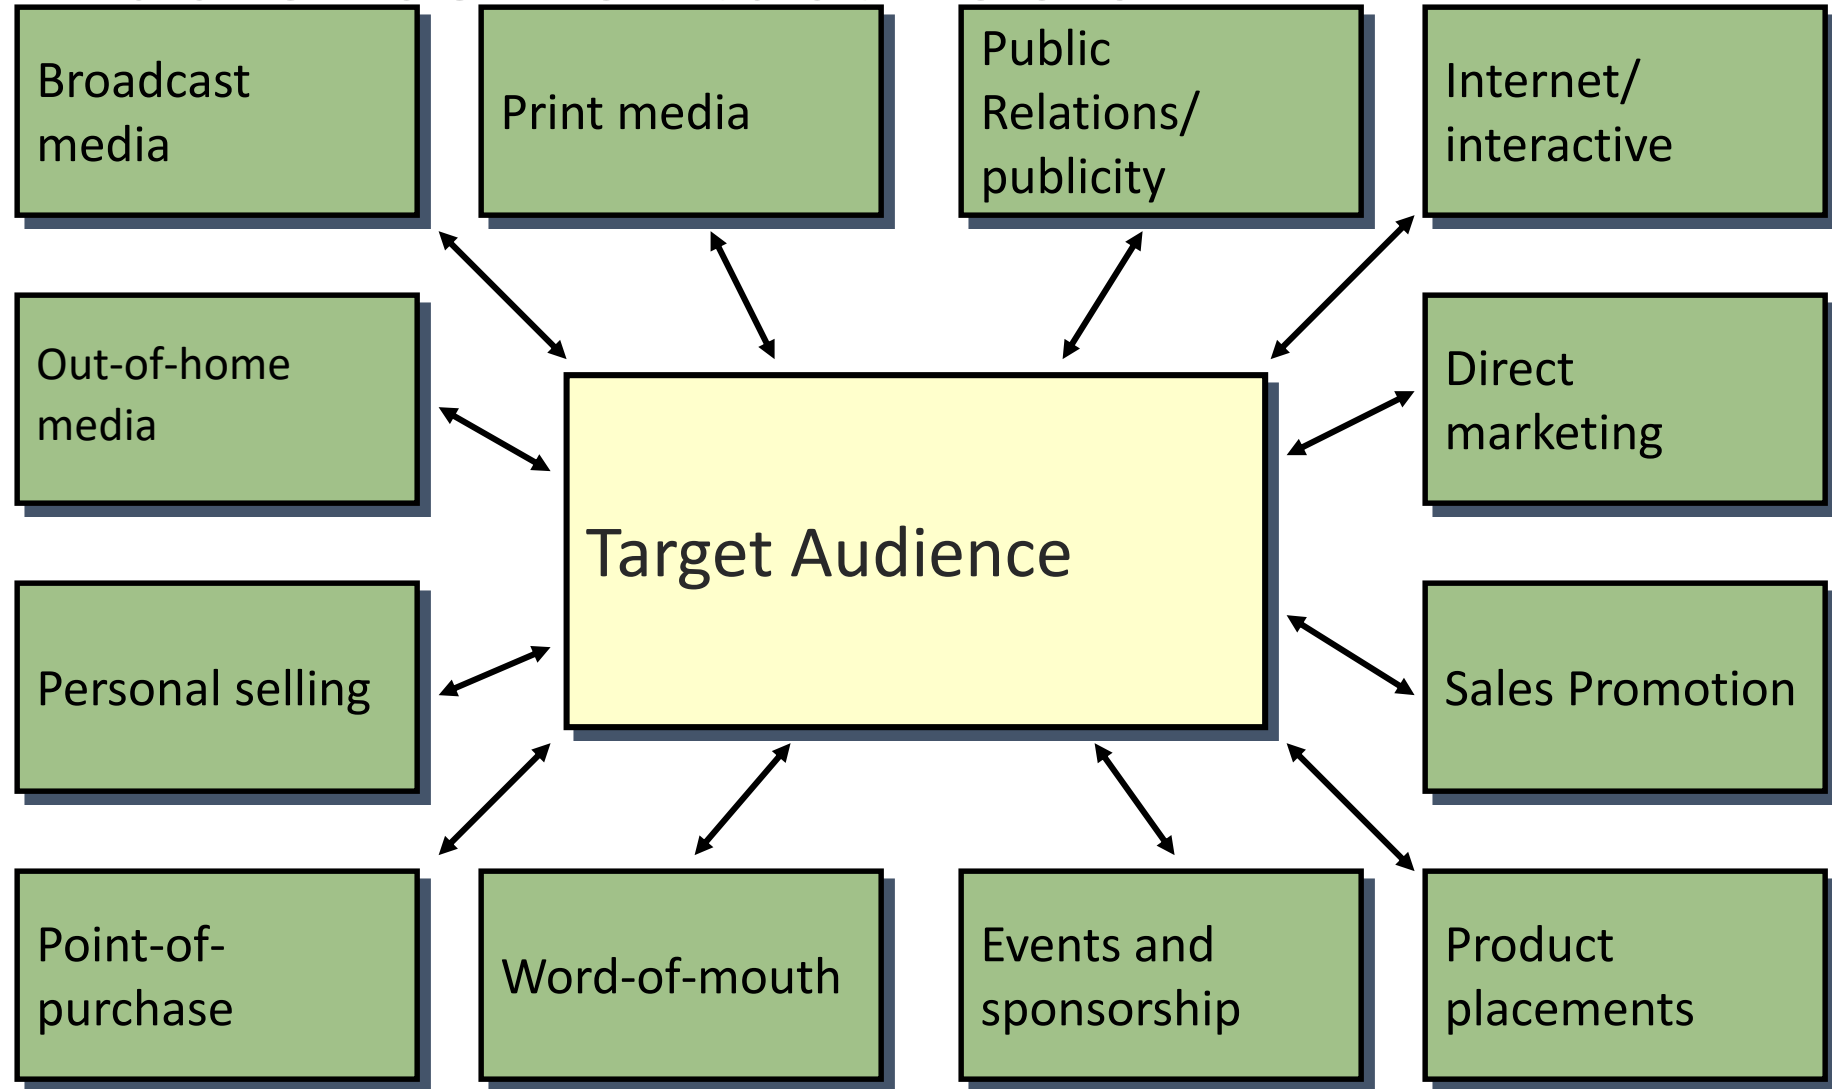 Broadcast
media
Print media
Public
Relations/
publicity
Internet/
interactive
Out-of-home
media
Direct
marketing
Target Audience
Personal selling
Sales Promotion
Point-of-
purchase
Word-of-mouth
Events and
sponsorship
Product
placements